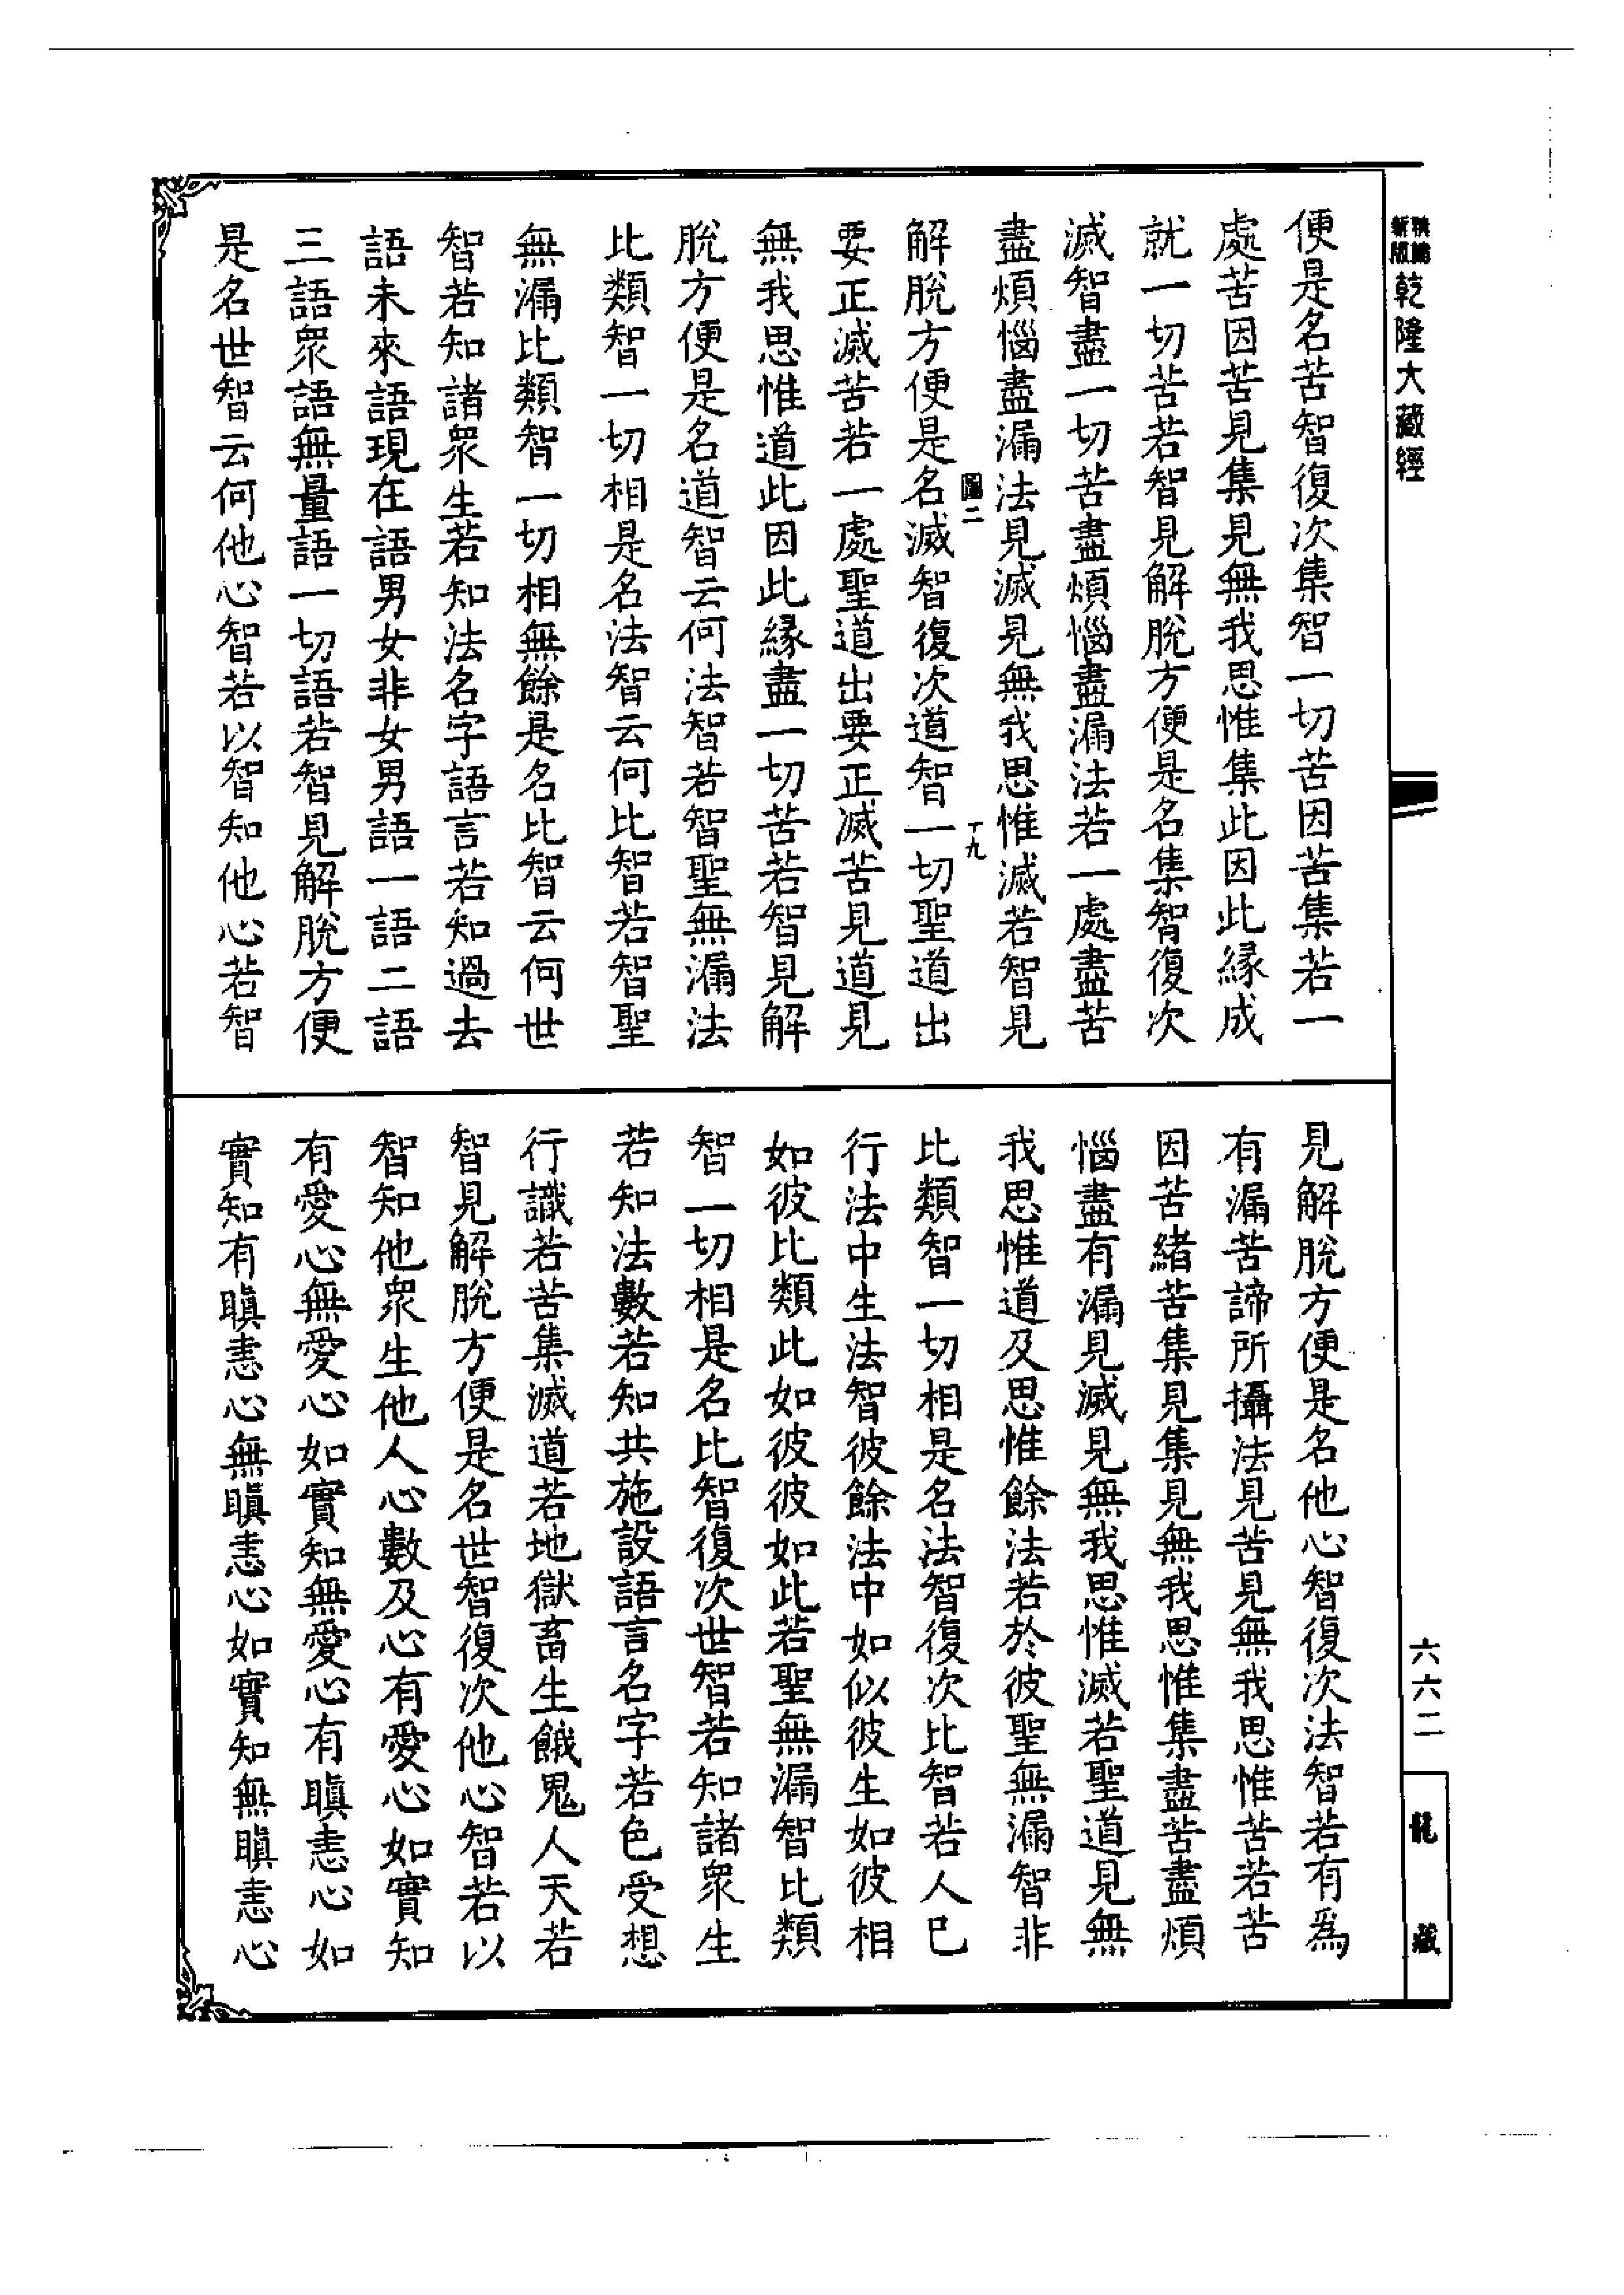 新版
精編
乾隆大藏經
便是名苦智復次集智一切苦因苦集若一
處苦因苦見集見無我思惟集此因此縁成
就一切苦若智見解脫方便是名集智復次
滅智盡一切苦盡煩惱盡漏法若一處盡苦
盡煩惱盡漏法見滅見無我思惟滅若智見
圖二
十九
解脫方便是名滅智復次道智一切聖道出
要正滅苦若一處聖道出要正滅苦見道見
無我思惟道此因此縁盡一切苦若智見解
脫方便是名道智云何法智若智聖無漏法
比類智一切相是名法智云何比智若智聖
無漏比類智一切相無餘是名比智云何世
智若知諸衆生若知法名字語言若知過去
語未來語現在語男女非女男語一語二語
三語衆語無量語一切語若智見解脫方便
是名世智云何他心智若以智知他心若智
見解脫方便是名他心智復次法智若有爲
有漏苦諦所攝法見苦見無我思惟苦若苦
因苦緒苦集見集見無我思惟集盡苦盡煩
惱盡有漏見滅見無我思惟滅若聖道見無
我思惟道及思惟餘法若於彼聖無漏智非
比類智一切相是名法智復次比智若人已
行法中生法智彼餘法中如似彼生如彼相
如彼比類此如彼彼如此若聖無漏智比類
智一切相是名比智復次世智若知諸衆生
若知法數若知共施設語言名字若色受想
行識若苦集滅道若地獄畜生餓鬼人天若
智見解脫方便是名世智復次他心智若以
智知他衆生他人心數及心有愛心如實知
有愛心無愛心如實知無愛心有瞋恚心如
實知有瞋恚心無瞋恚心如實知無瞋恚心
六六二
龍藏